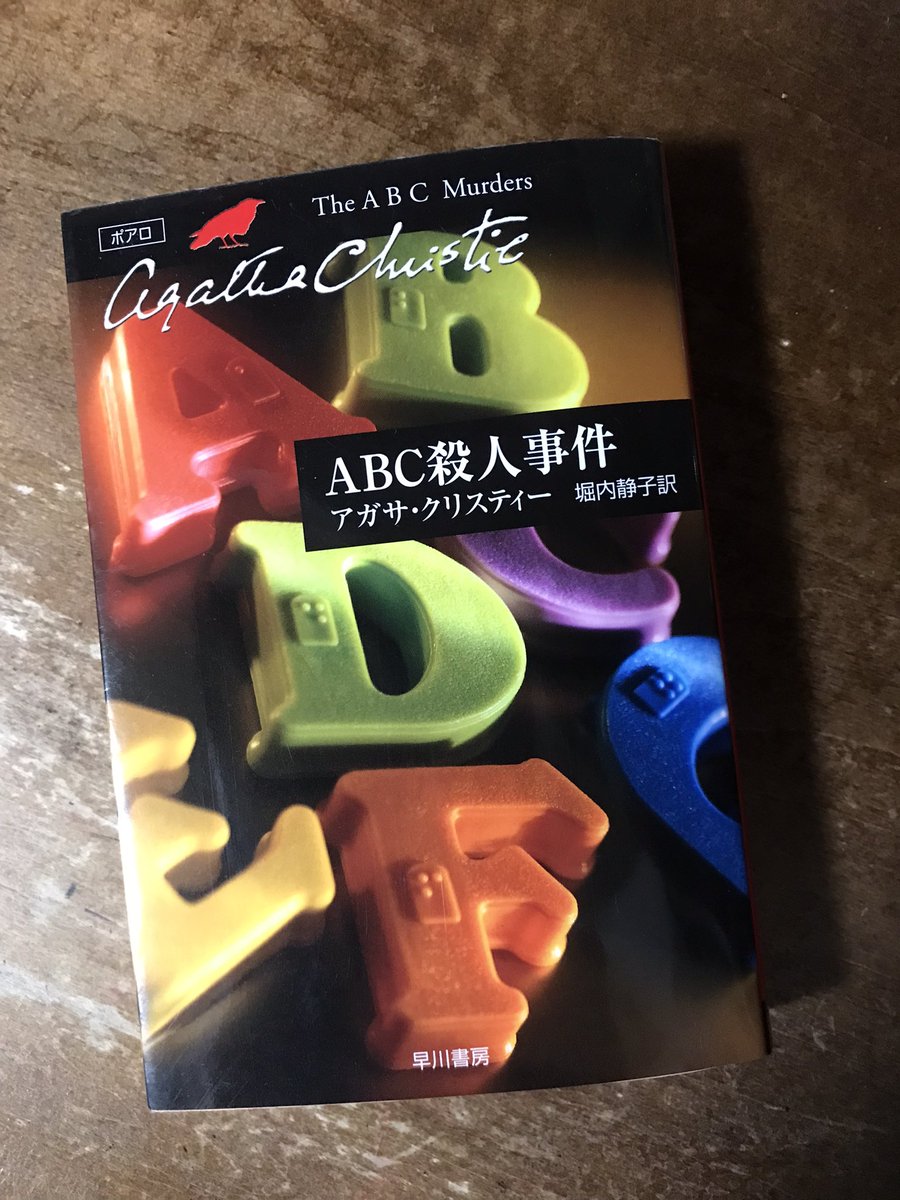 The A B C Murders
ポアロ
Agatha Christie
ABC殺人事件
アガサ・クリスティー 堀内静子訳
早川書房